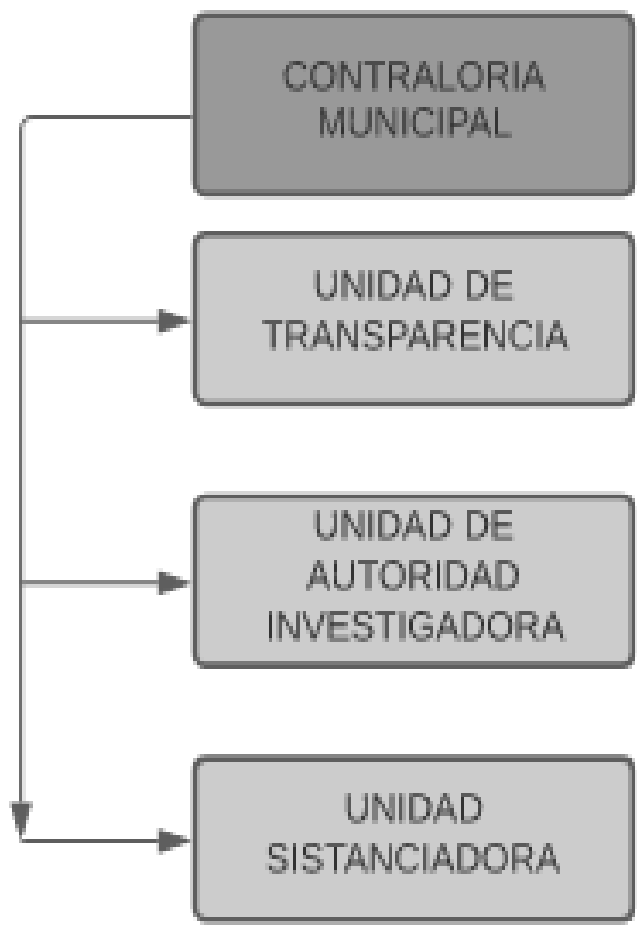 CONTRALORIA
MUNICIPAL
UNIDAD DE
TRANSPARENCIA
UNIDAD DE
AUTORIDAD
INVESTIGADORA
UNIDAD
SISTANCIADORA